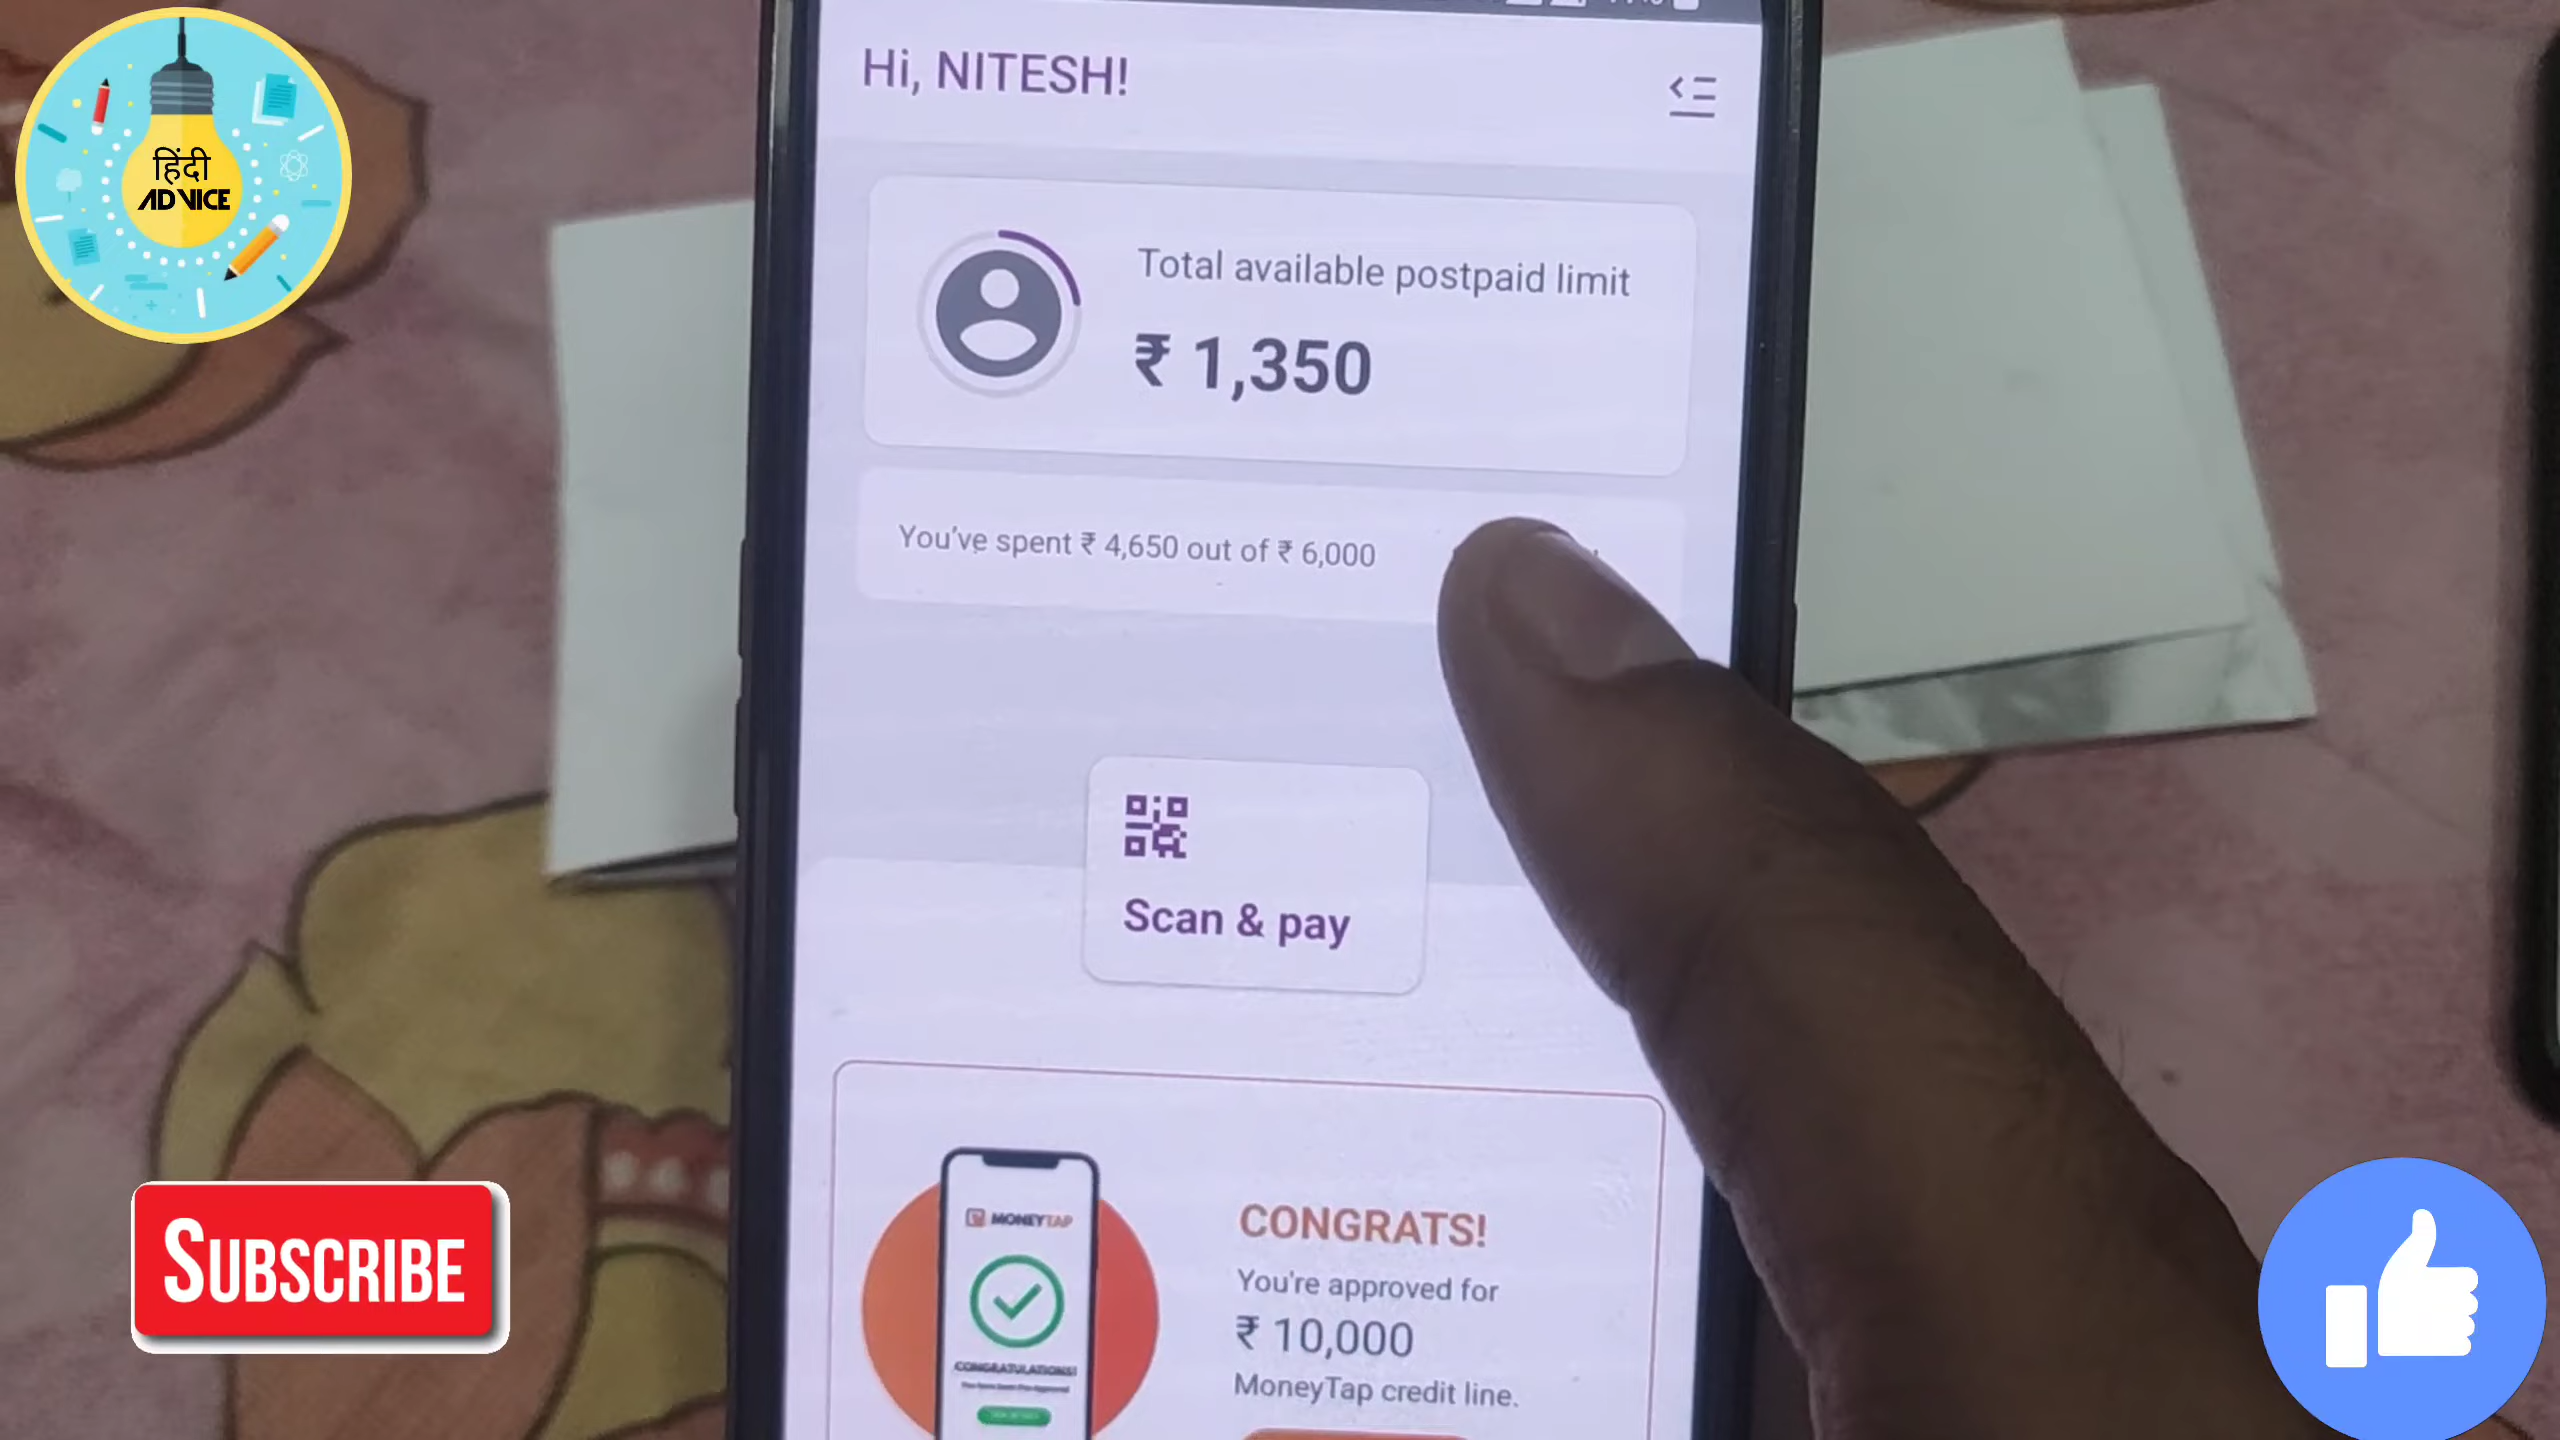 हिंदी
ADVICE
Hi, NITESH!
Total available postpaid limit
₹ 1,350
You've spent ₹ 4,650 out of ₹ 6,000
Scan & pay
MONEYTAP
CONGRATULATIONS!
CONGRATS!
You're approved for
₹ 10,000
MoneyTap credit line.
SUBSCRIBE